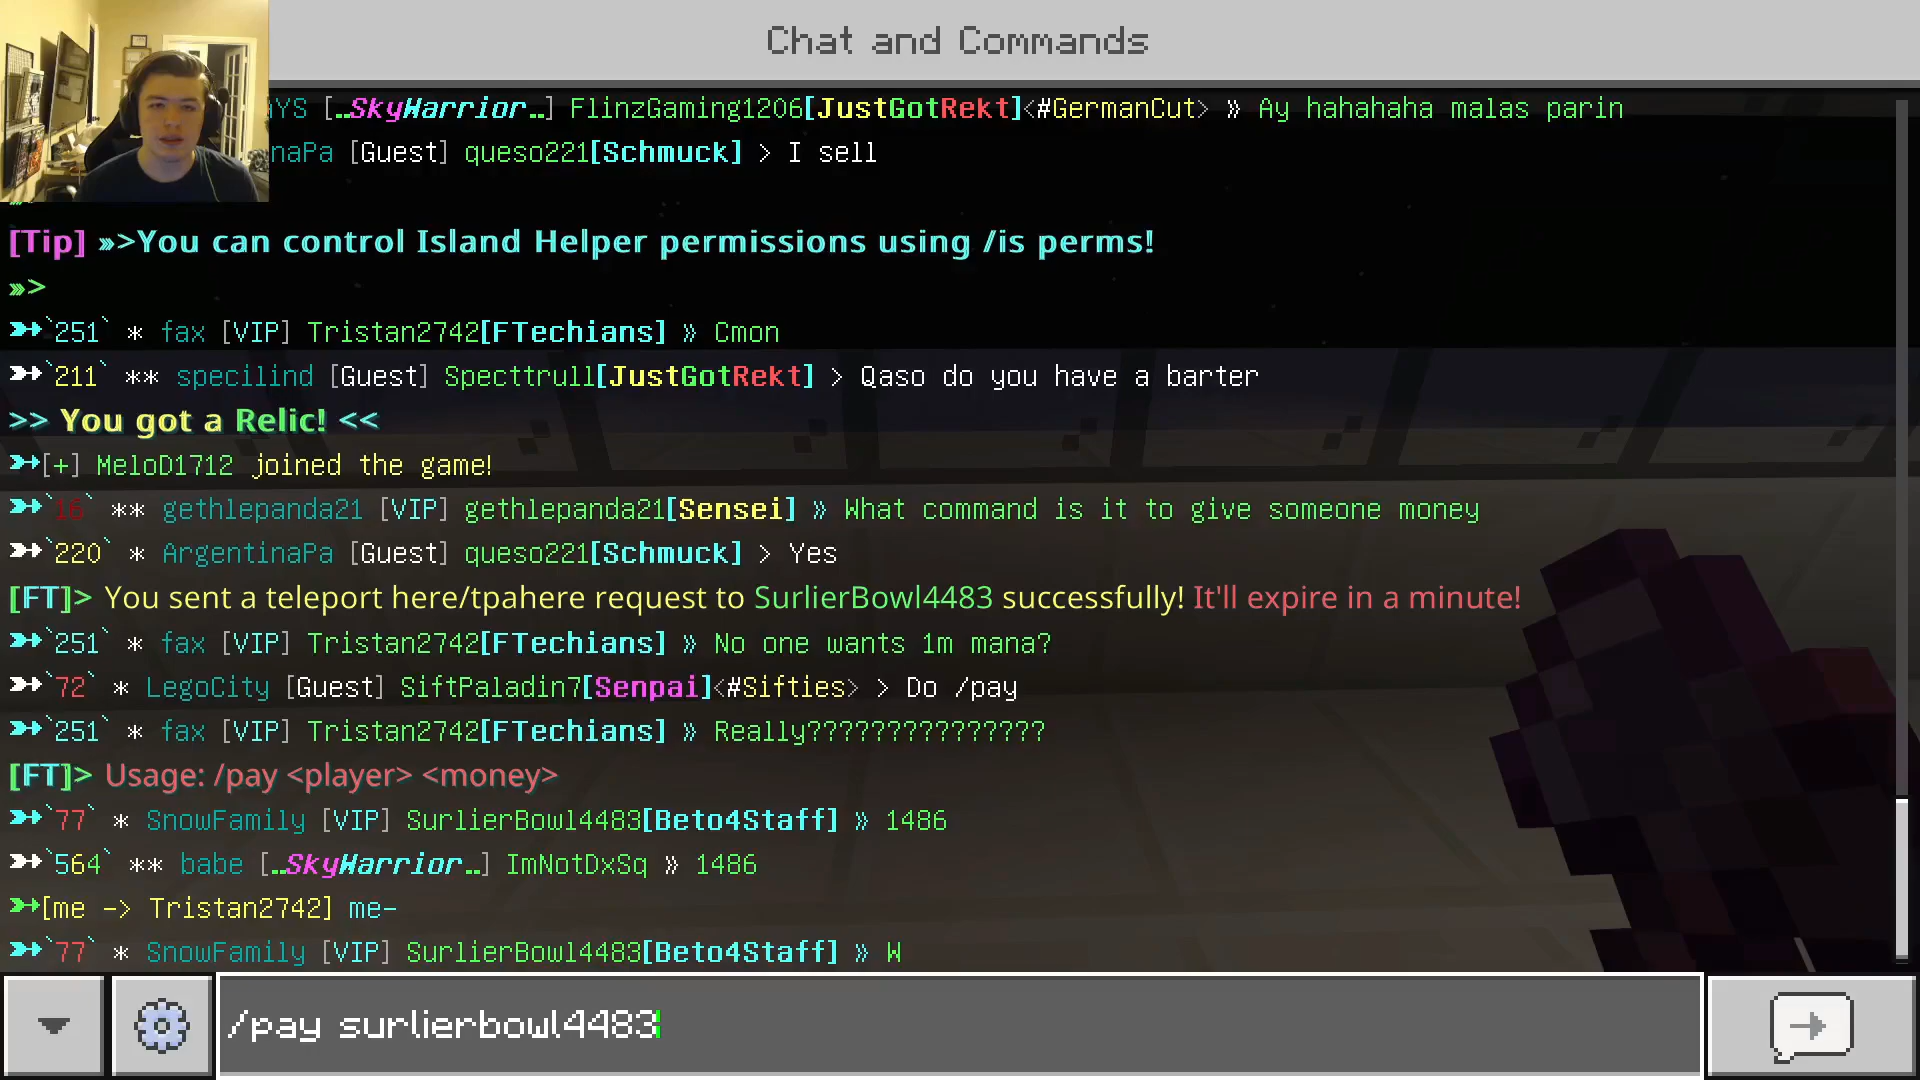 Chat and Commands
YS [..SkyWarrior..] FlinzGaming1206[JustGotRekt]<#GermanCut> » Ay hahahaha malas parin
naPa [Guest] queso221[Schmuck] > I sell
[Tip] »>You can control Island Helper permissions using /is perms!
»>
➳`251` * fax [VIP] Tristan2742[FTechians] » Cmon
➳`211` ** specilind [Guest] Specttrull[JustGotRekt] > Qaso do you have a barter
>> You got a Relic! <<
➳[+] MeloD1712 joined the game!
➳`16` ** gethlepanda21 [VIP] gethlepanda21[Sensei] » What command is it to give someone money
➳`220` * ArgentinaPa [Guest] queso221[Schmuck] > Yes
[FT]> You sent a teleport here/tpahere request to SurlierBowl4483 successfully! It'll expire in a minute!
➳`251` * fax [VIP] Tristan2742[FTechians] » No one wants 1m mana?
➳`72` * LegoCity [Guest] SiftPaladin7[Senpai]<#Sifties> > Do /pay
➳`251` * fax [VIP] Tristan2742[FTechians] » Really???????????????
[FT]> Usage: /pay <player> <money>
➳`77` * SnowFamily [VIP] SurlierBowl4483[Beto4Staff] » 1486
➳`564` ** babe [..SkyWarrior..] ImNotDxSq » 1486
➳[me -> Tristan2742] me-
➳`77` * SnowFamily [VIP] SurlierBowl4483[Beto4Staff] » W
/pay surlierbowl4483